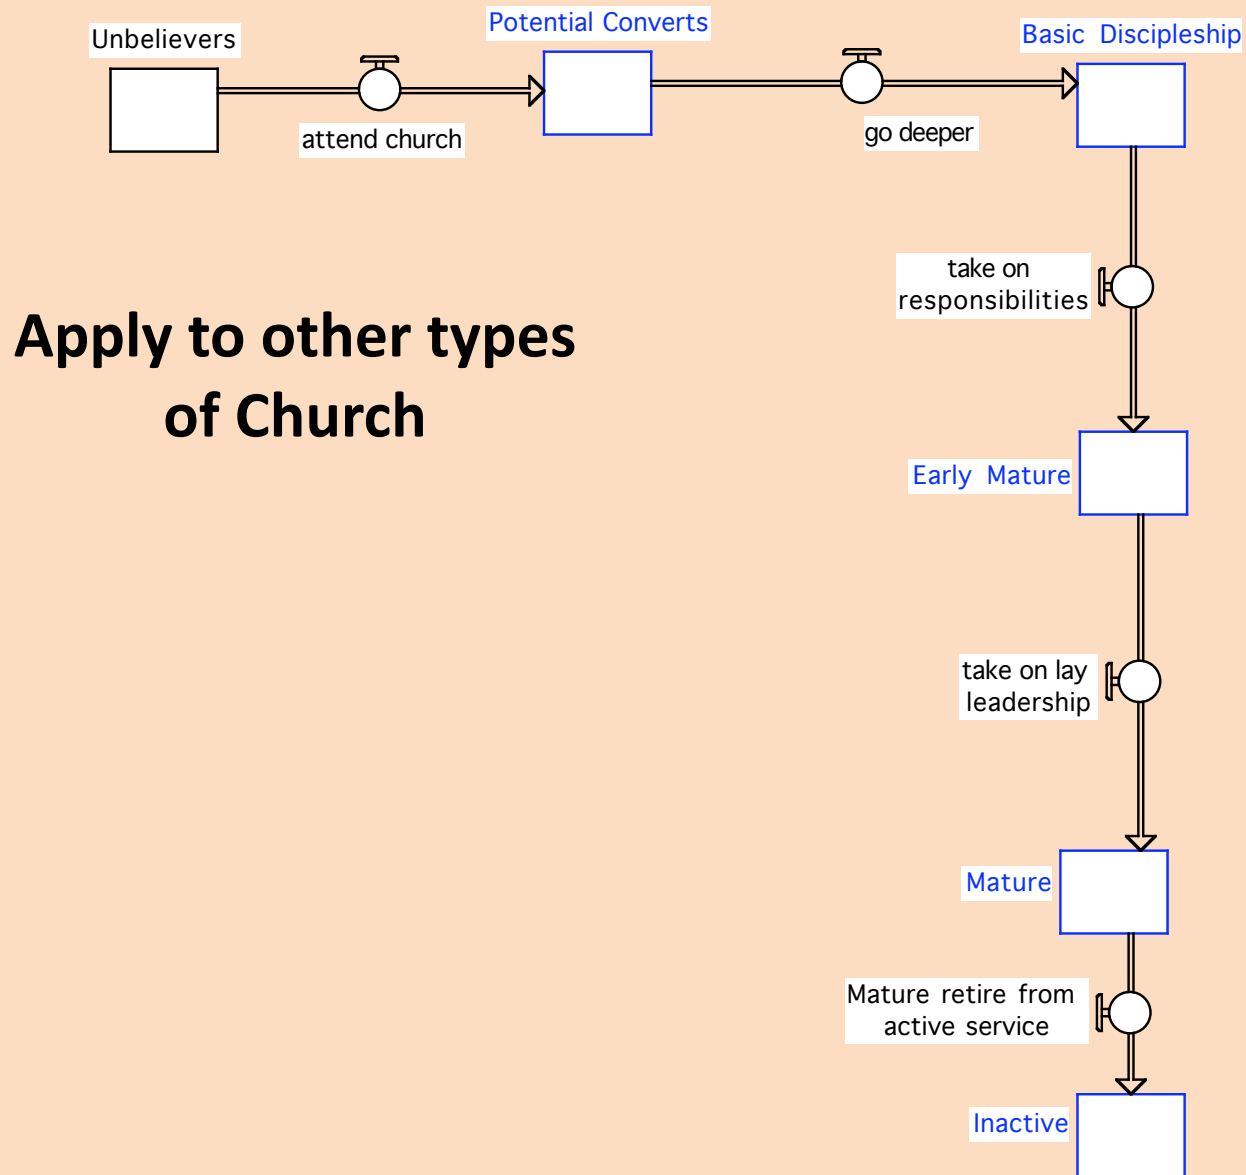 Unbelievers
Potential Converts
Basic Discipleship
attend church
go deeper
take on
responsibilities
Apply to other types
of Church
Early Mature
take on lay
leadership
Mature
Mature retire from
active service
Inactive